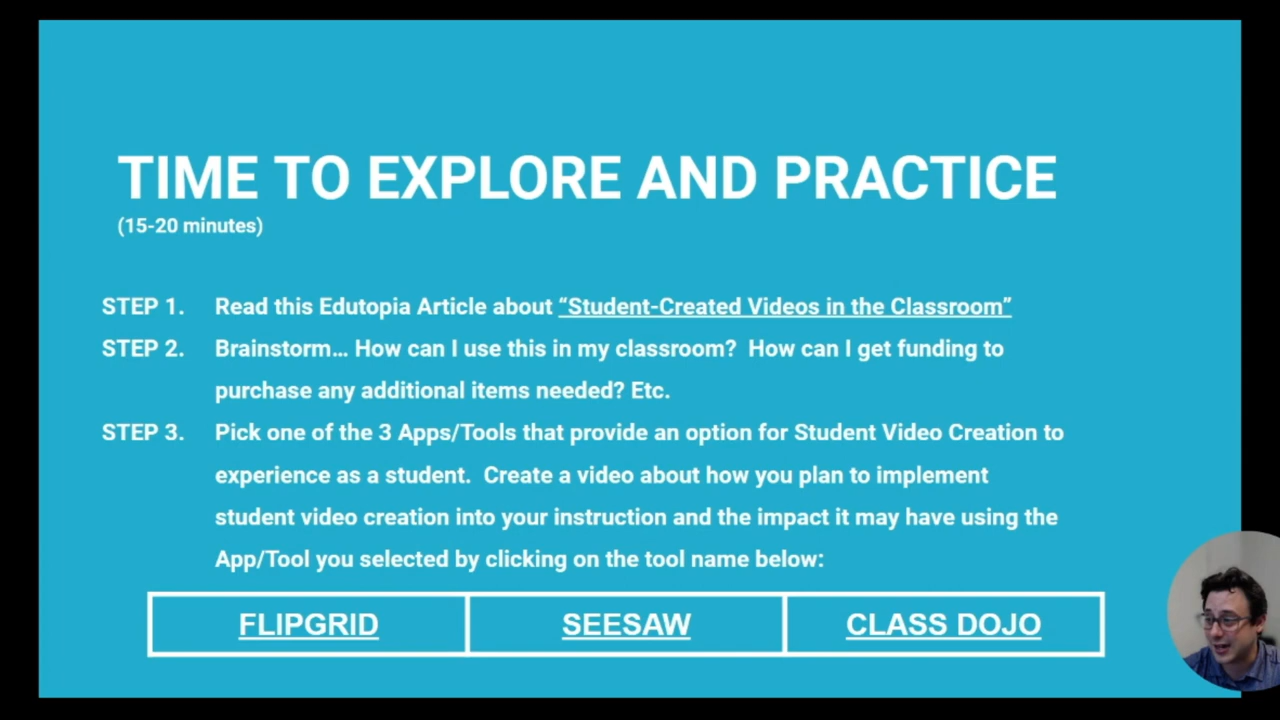 TIME TO EXPLORE AND PRACTICE
(15-20 minutes)
STEP 1. Read this Edutopia Article about “Student-Created Videos in the Classroom”
STEP 2. Brainstorm... How can I use this in my classroom? How can I get funding to
purchase any additional items needed? Etc.
STEP 3. Pick one of the 3 Apps/Tools that provide an option for Student Video Creation to
experience as a student. Create a video about how you plan to implement
student video creation into your instruction and the impact it may have using the
App/Tool you selected by clicking on the tool name below:
FLIPGRID SEESAW CLASS DOJO